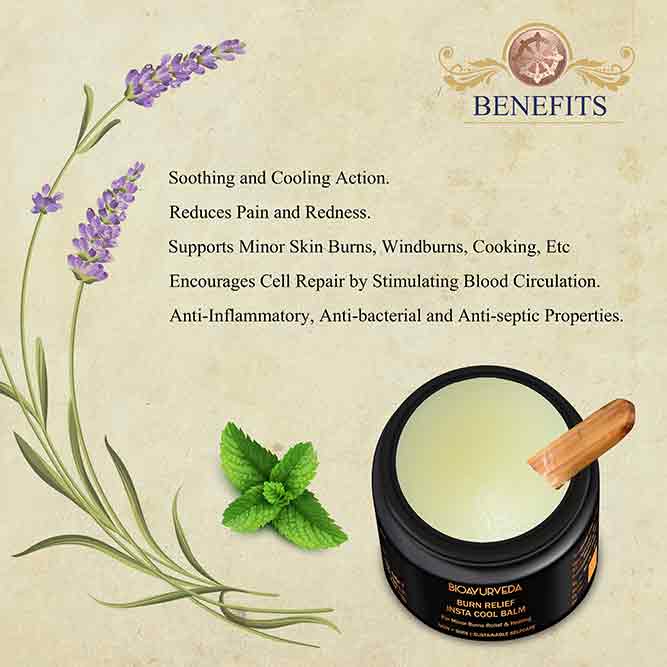 BENEFITS
Soothing and Cooling Action.
Reduces Pain and Redness.
Supports Minor Skin Burns, Windburns, Cooking, Etc
Encourages Cell Repair by Stimulating Blood Circulation.
Anti-Inflammatory, Anti-bacterial and Anti-septic Properties.
BIOAYURVEDA
BURN RELIEF
INSTA COOL BALM
For Minor Burns Relief & Healing
SUSTAINABLE SELFCARE